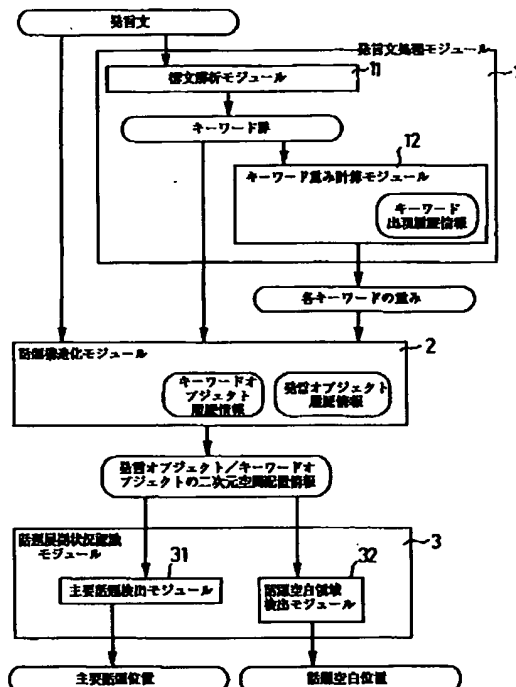 発言文
発言文処理モジュール
1
構文解析モジュール
11
キーワード群
12
キーワード重み計算モジュール
キーワード
出現履歴情報
各キーワードの重み
話題構造化モジュール
2
キーワードオ
ブジェクト
履歴情報
発言オブジェクト
履歴情報
発言オブジェクト/キーワードオ
ブジェクトの二次元空間配置情報
話題展開状況認識
モジュール
3
31
主要話題検出モジュール
32
話題空白領域
検出モジュール
主要話題位置
話題空白位置